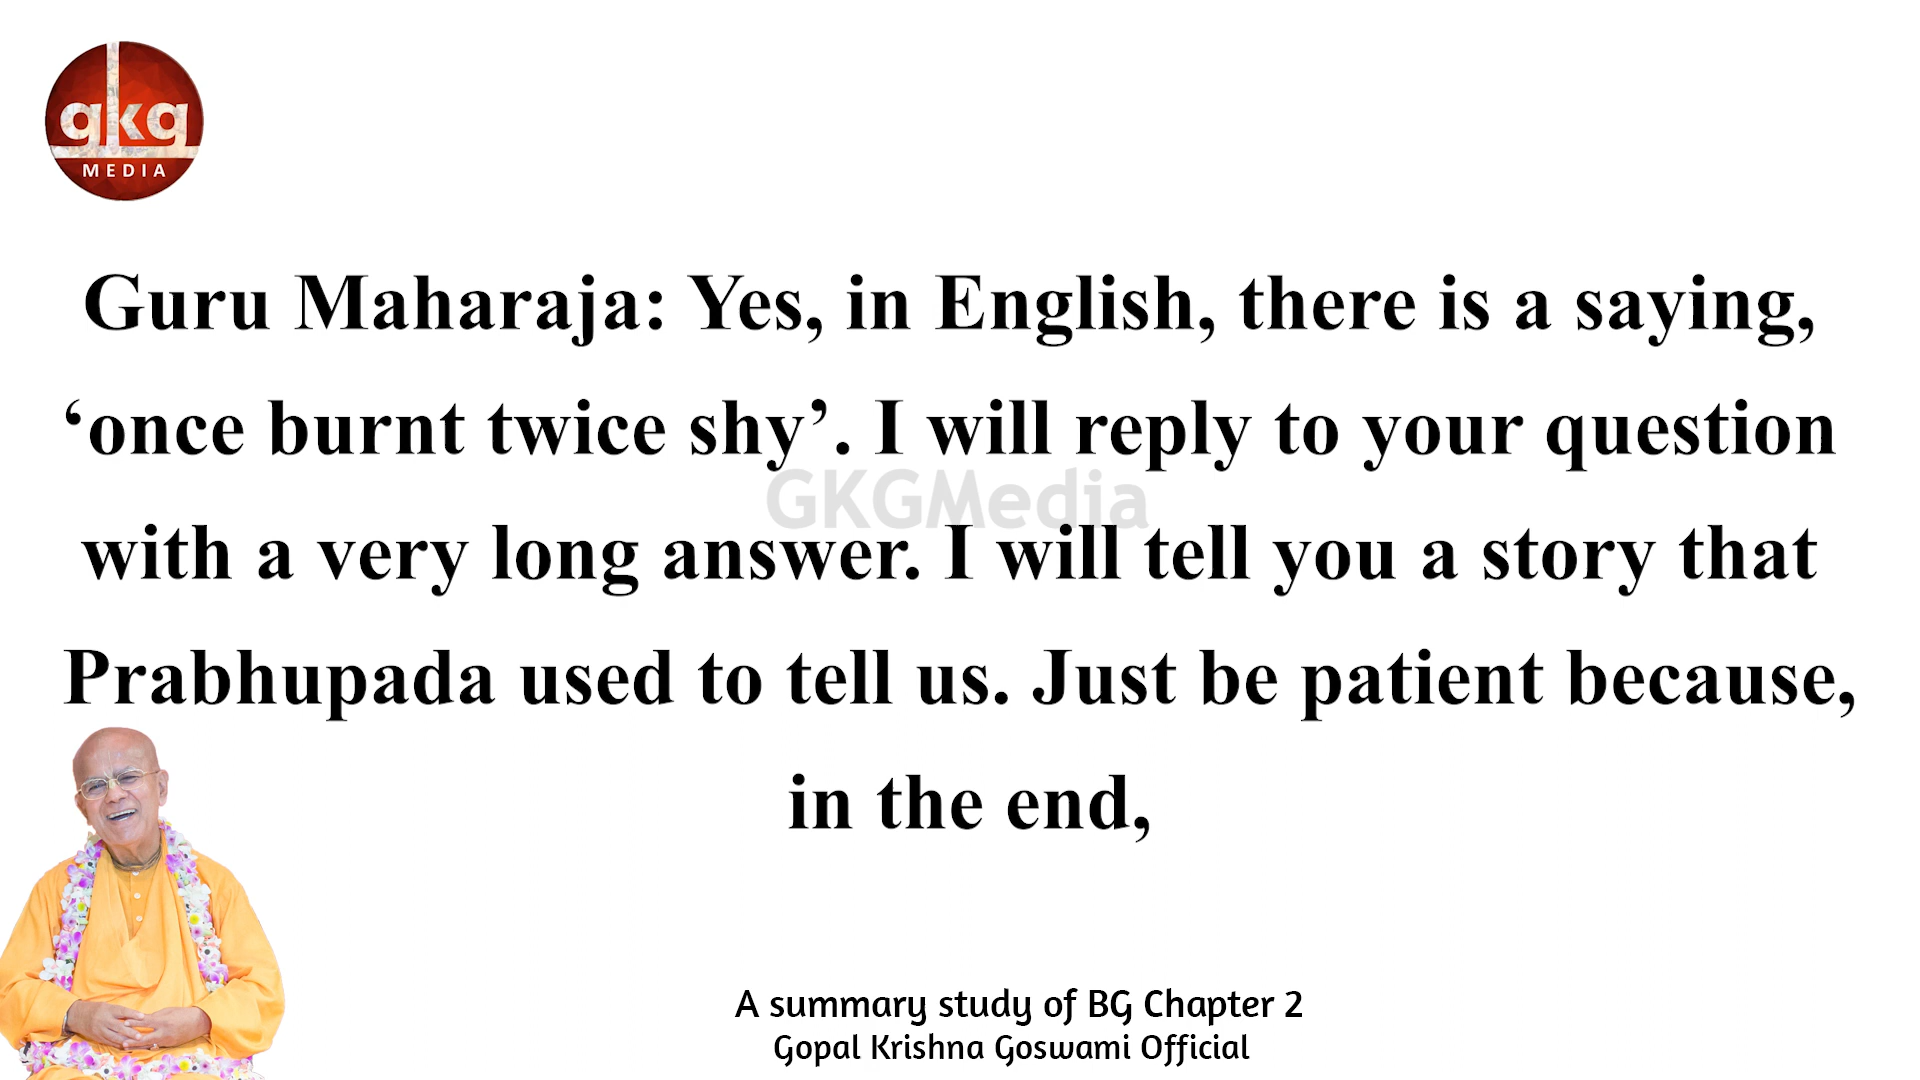 gkg
MEDIA
Guru Maharaja: Yes, in English, there is a saying,
‘once burnt twice shy’. I will reply to your question
GKGMedia
with a very long answer. I will tell you a story that
Prabhupada used to tell us. Just be patient because,
in the end,
A summary study of BG Chapter 2
Gopal Krishna Goswami Official